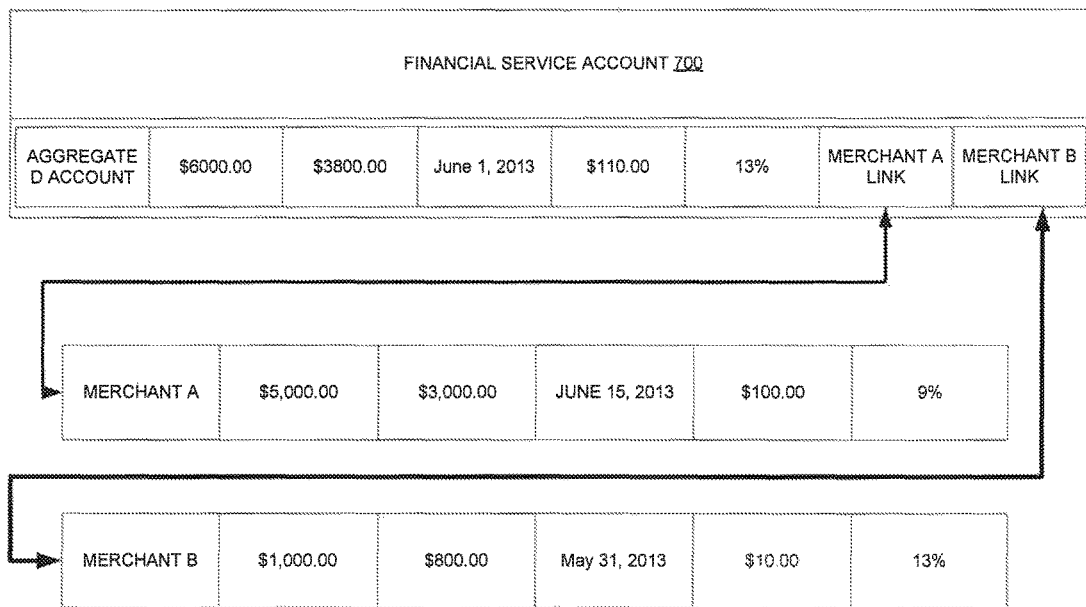 FINANCIAL SERVICE ACCOUNT 700
AGGREGATE
D ACCOUNT
$6000.00
$3800.00
June 1, 2013
$110.00
13%
MERCHANT A
LINK
MERCHANT B
LINK
MERCHANT A
$5,000.00
$3,000.00
JUNE 15, 2013
$100.00
9%
MERCHANT B
$1,000.00
$800.00
May 31, 2013
$10.00
13%